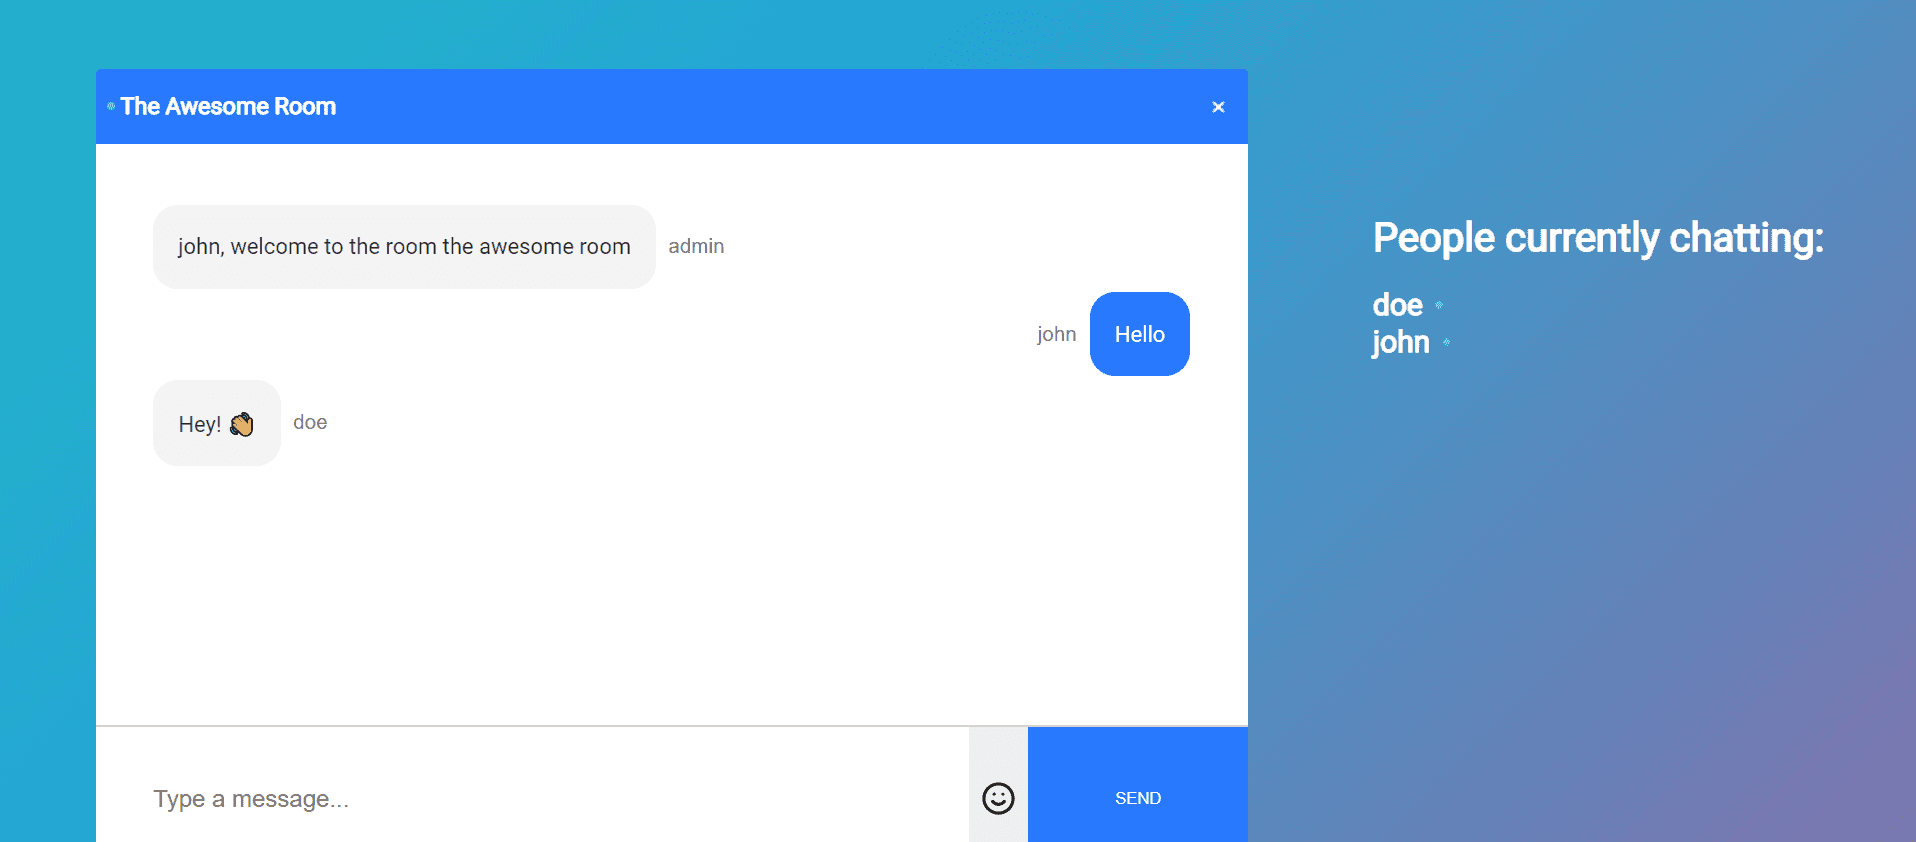 The Awesome Room
×
john, welcome to the room the awesome room
admin
john
Hello
Hey! 👋
doe
Type a message...
SEND
People currently chatting:
doe
john